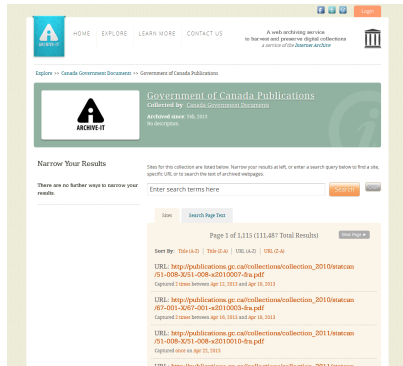 Login
HOME EXPLORE LEARN MORE CONTACT US
A web archiving service
to harvest and preserve digital collections
a service of the Internet Archive
ARCHIVE-IT
Explore >> Canada Government Documents >> Government of Canada Publications
Government of Canada Publications
Collected by Canada Government Documents
Archived since: Feb, 2013
No description.
ARCHIVE-IT
Narrow Your Results
There are no further ways to narrow your
results.
Sites for this collection are listed below. Narrow your results at left, or enter a search query below to find a site,
specific URL or to search the text of archived webpages.
Enter search terms here
Search
Sites
Search Page Text
Page 1 of 1,115 (111,487 Total Results)
Next Page
Sort By: Title (A-Z) | Title (Z-A) | URL (A-Z) | URL (Z-A)
URL: http://publications.gc.ca/collections/collection_2010/statcan
/51-008-X/51-008-x2010007-fra.pdf
Captured 2 times between Apr 12, 2013 and Apr 18, 2013
URL: http://publications.gc.ca/collections/collection_2010/statcan
/67-001-X/67-001-x2010003-fra.pdf
Captured 2 times between Apr 16, 2013 and Apr 18, 2013
URL: http://publications.gc.ca/collections/collection_2011/statcan
/51-008-X/51-008-x2010010-fra.pdf
Captured once on Apr 21, 2013